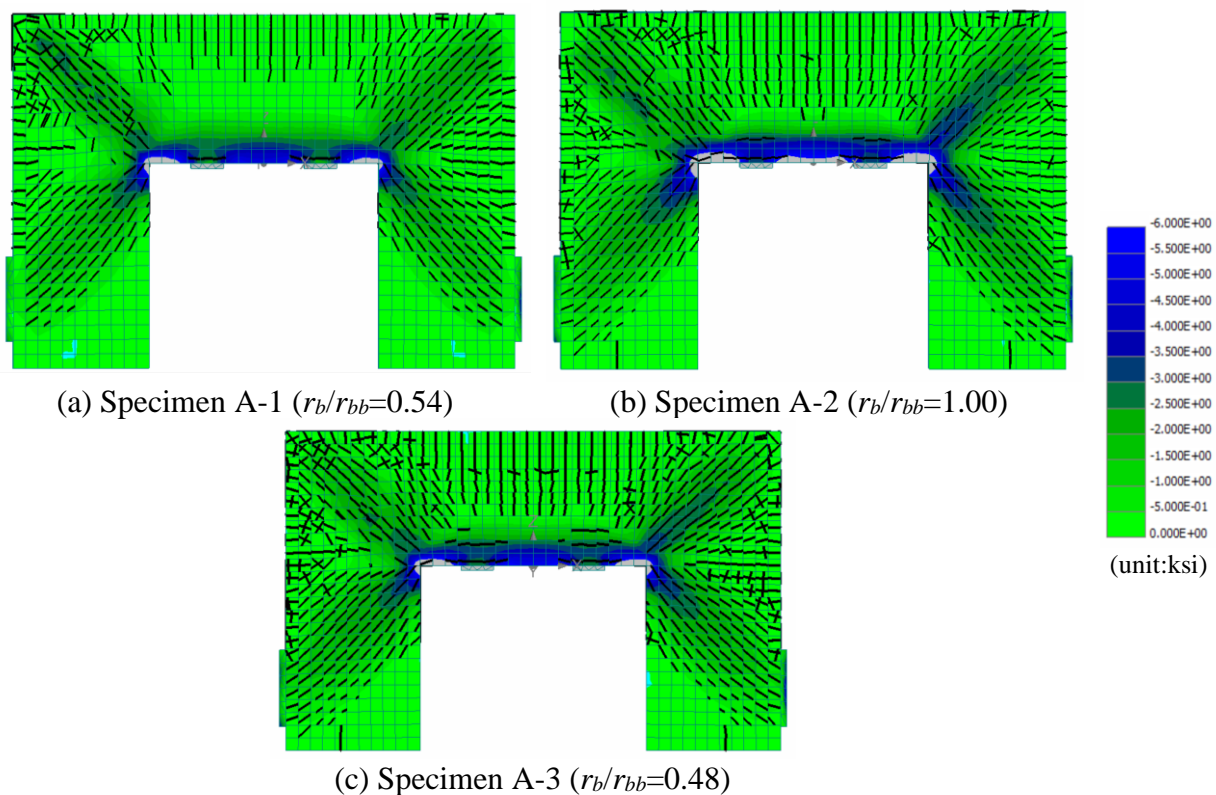 -6.000E+00
-5.500E+00
-5.000E+00
-4.500E+00
-4.000E+00
-3.500E+00
-3.000E+00
-2.500E+00
-2.000E+00
-1.500E+00
-1.000E+00
-5.000E-01
0.000E+00
(unit:ksi)
(a) Specimen A-1 (rb/rbb=0.54)
(b) Specimen A-2 (rb/rbb=1.00)
(c) Specimen A-3 (rb/rbb=0.48)